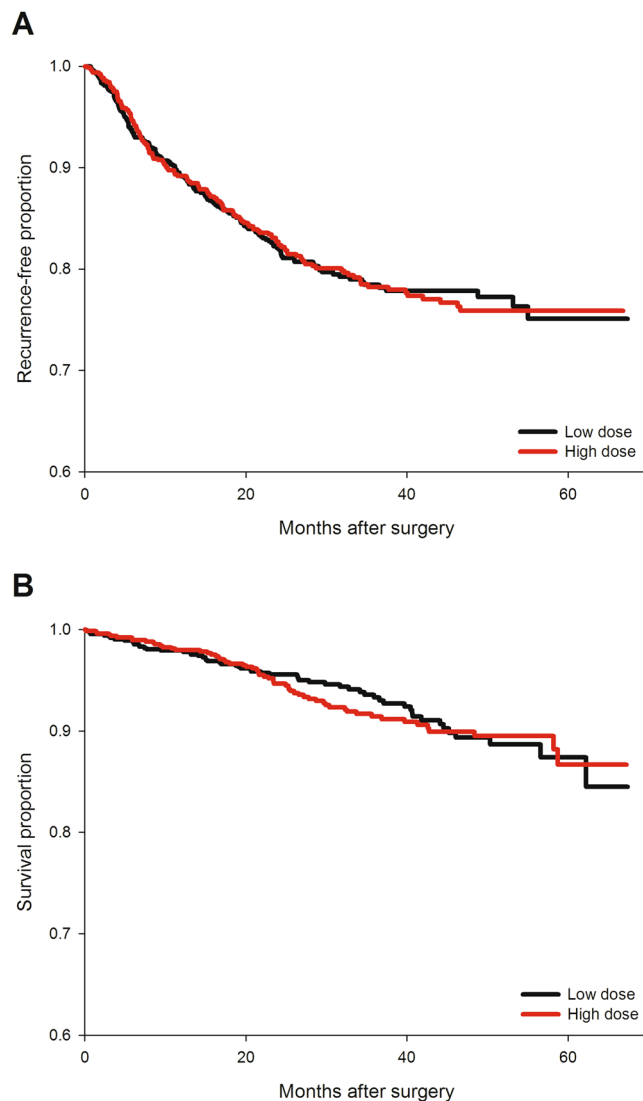 A
1.0
0.9
0.8
0.7
0.6
Recurrence-free proportion
Low dose
High dose
0 20 40 60
Months after surgery
B
1.0
0.9
0.8
0.7
0.6
Survival proportion
Low dose
High dose
0 20 40 60
Months after surgery